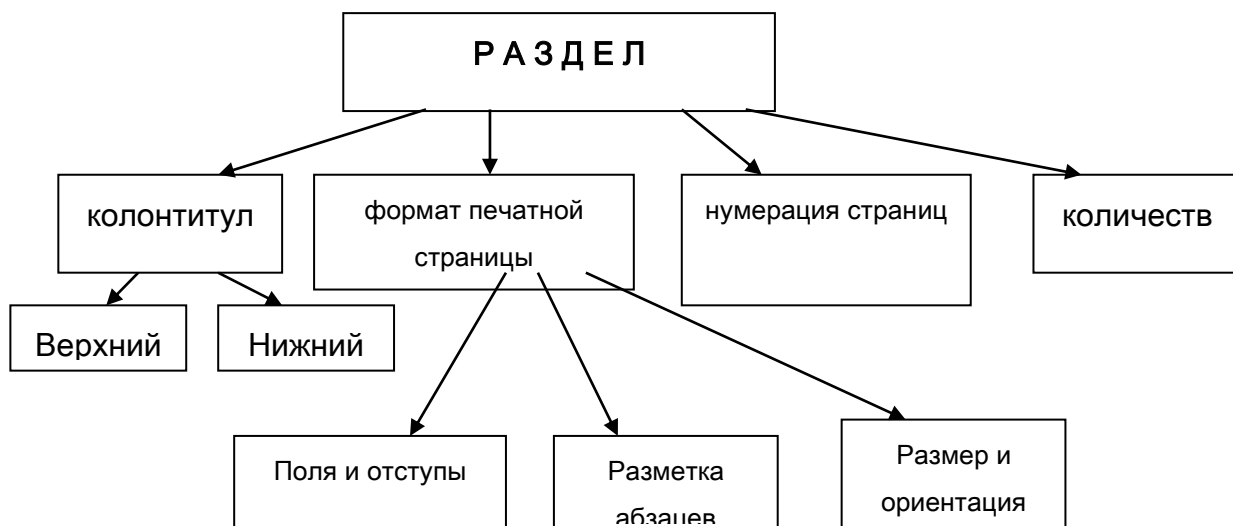 Р А З Д Е Л
колонтитул
формат печатной
страницы
нумерация страниц
количеств
Верхний
Нижний
Поля и отступы
Разметка
абзацев
Размер и
ориентация